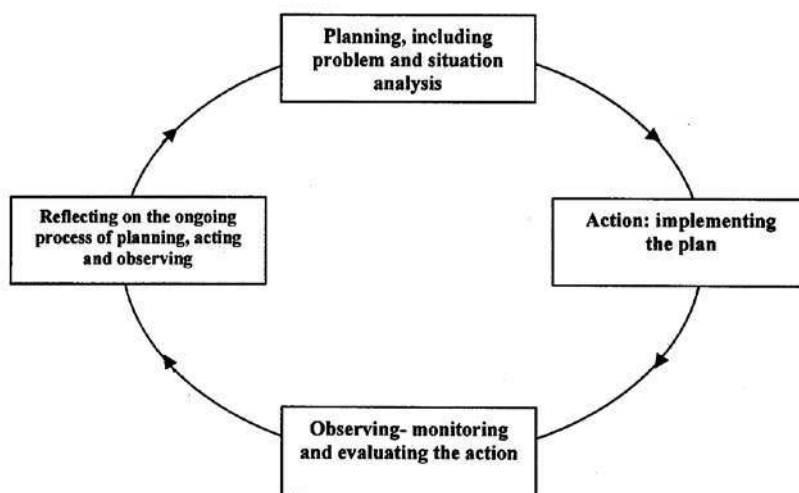 Planning, including
problem and situation
analysis
Action: implementing
the plan
Observing- monitoring
and evaluating the action
Reflecting on the ongoing
process of planning, acting
and observing